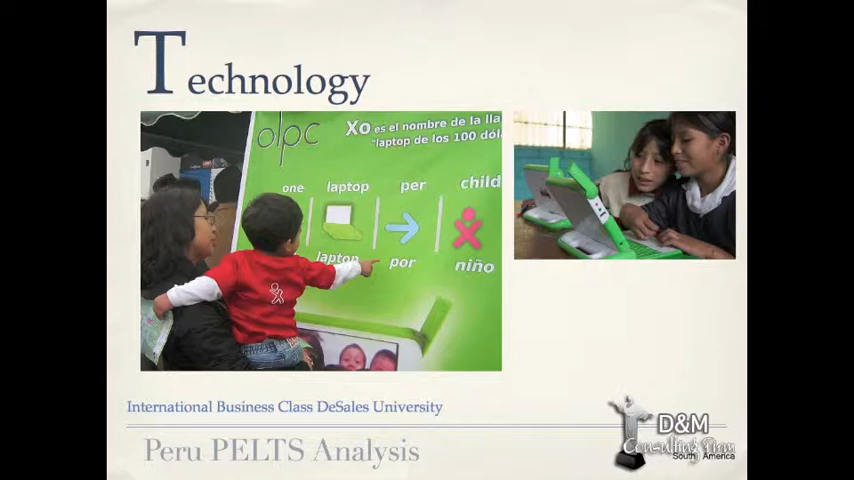 Technology
olpc
Xo es el nombre de la lla
"laptop de los 100 dól
one laptop per child
laptop por niño
International Business Class DeSales University
Peru PELTS Analysis
D&M
Consulting Firm
South America